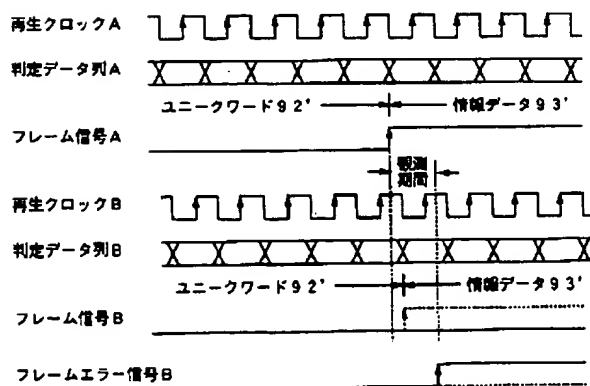 再生クロックA
判定データ列A
ユニークワード92' 情報データ93'
フレーム信号A
観測
期間
再生クロックB
判定データ列B
ユニークワード92' 情報データ93'
フレーム信号B
フレームエラー信号B